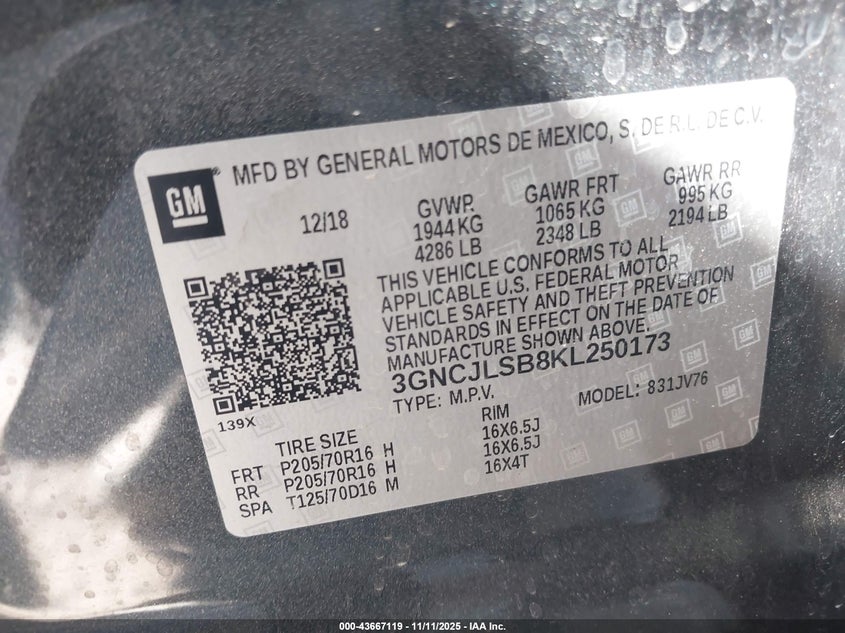 MFD BY GENERAL MOTORS DE MEXICO, S. DE R.L. DE C.V.
GM
12/18
GVWR
1944 KG
4286 LB
GAWR FRT
1065 KG
2348 LB
GAWR RR
995 KG
2194 LB
THIS VEHICLE CONFORMS TO ALL
APPLICABLE U.S. FEDERAL MOTOR
VEHICLE SAFETY AND THEFT PREVENTION
STANDARDS IN EFFECT ON THE DATE OF
MANUFACTURE SHOWN ABOVE.
3GNCJLSB8KL250173
TYPE: M.P.V.
MODEL: 831JV76
139X
TIRE SIZE
RIM
FRT P205/70R16 H 16X6.5J
RR P205/70R16 H 16X6.5J
SPA T125/70D16 M 16X4T
000-43667119 - 11/11/2025 - IAA Inc.